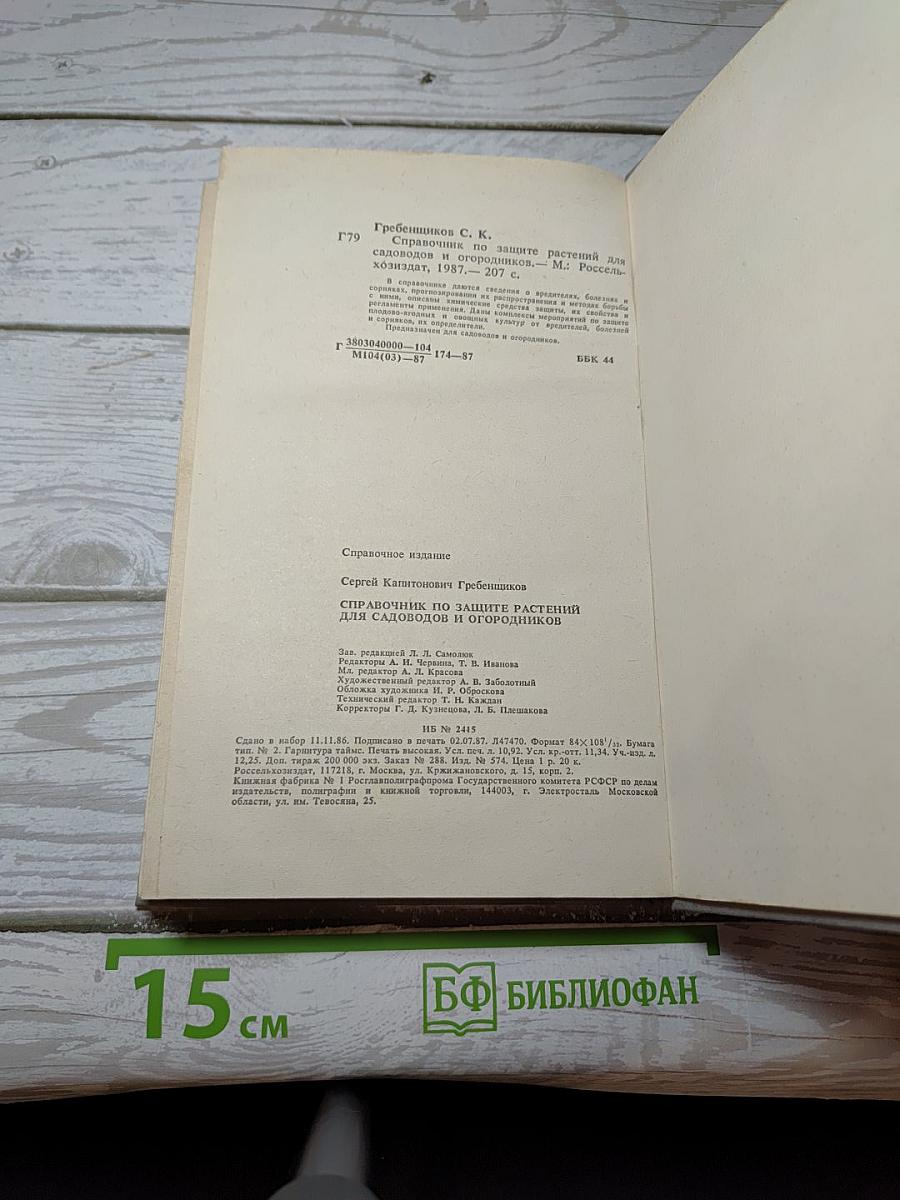 Гребенщиков С. К.
Г79 Справочник по защите растений для
садоводов и огородников.— М.: Россель-
хозиздат, 1987.— 207 с.
В справочнике даются сведения о вредителях, болезнях и
сорняках, прогнозировании их распространения и методах борьбы
с ними, описаны химические средства защиты, их свойства и
регламенты применения. Даны комплексы мероприятий по защите
плодово-ягодных и овощных культур от вредителей, болезней
и сорняков, их определители.
Предназначен для садоводов и огородников.
Г 3803040000—104
М104(03)—87 174—87 ББК 44
Справочное издание
Сергей Капитонович Гребенщиков
СПРАВОЧНИК ПО ЗАЩИТЕ РАСТЕНИЙ
ДЛЯ САДОВОДОВ И ОГОРОДНИКОВ
Зав. редакцией Л. Л. Самолюк
Редакторы А. И. Червина, Т. В. Иванова
Мл. редактор А. Л. Красова
Художественный редактор А. В. Заболотный
Обложка художника И. Р. Оброскова
Технический редактор Т. Н. Каждан
Корректоры Г. Д. Кузнецова, Л. Б. Плешакова
ИБ № 2415
Сдано в набор 11.11.86. Подписано в печать 02.07.87. Л47470. Формат 84×108¹/₃₂. Бумага
тип. № 2. Гарнитура таймс. Печать высокая. Усл. печ. л. 10,92. Усл. кр.-отт. 11,34. Уч.-изд. л.
12,25. Доп. тираж 200 000 экз. Заказ № 288. Изд. № 574. Цена 1 р. 20 к.
Россельхозиздат, 117218, г. Москва, ул. Кржижановского, д. 15, корп. 2.
Книжная фабрика № 1 Росглавполиграфпрома Государственного комитета РСФСР по делам
издательств, полиграфии и книжной торговли, 144003, г. Электросталь Московской
области, ул. им. Тевосяна, 25.
15 см БФ БИБЛИОФАН